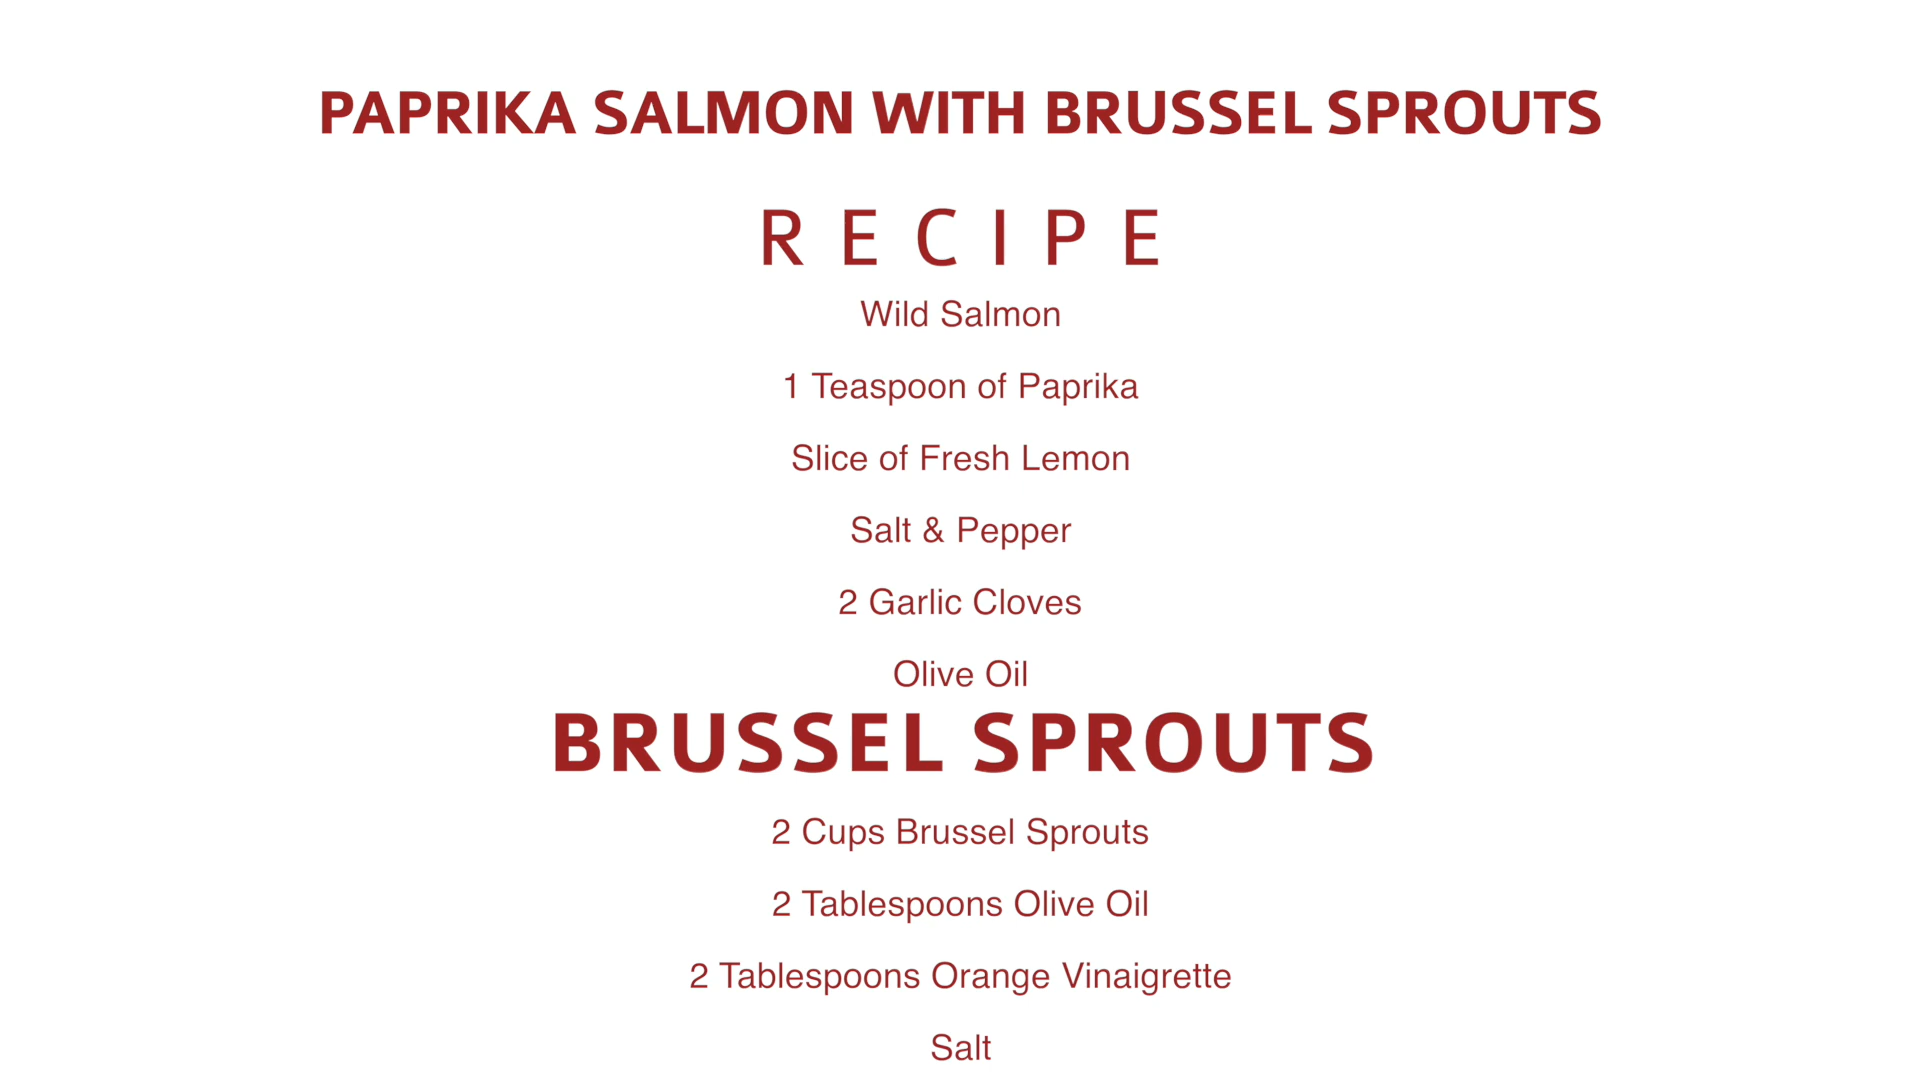 PAPRIKA SALMON WITH BRUSSEL SPROUTS
RECIPE
Wild Salmon
1 Teaspoon of Paprika
Slice of Fresh Lemon
Salt & Pepper
2 Garlic Cloves
Olive Oil
BRUSSEL SPROUTS
2 Cups Brussel Sprouts
2 Tablespoons Olive Oil
2 Tablespoons Orange Vinaigrette
Salt